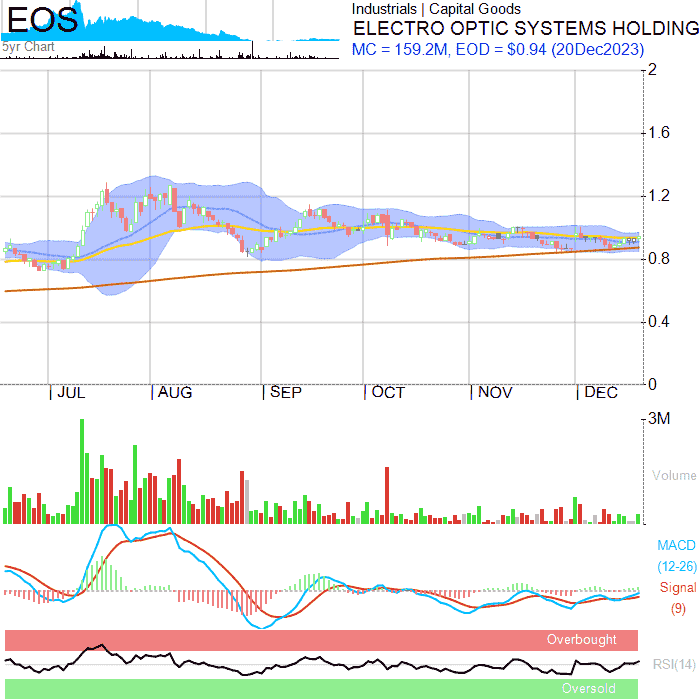 EOS
5yr Chart
Industrials | Capital Goods
ELECTRO OPTIC SYSTEMS HOLDING
MC = 159.2M, EOD = $0.94 (20Dec2023)
2
1.6
1.2
0.8
0.4
0
JUL AUG SEP OCT NOV DEC
3M
Volume
MACD
(12-26)
Signal
(9)
Overbought
RSI(14)
Oversold